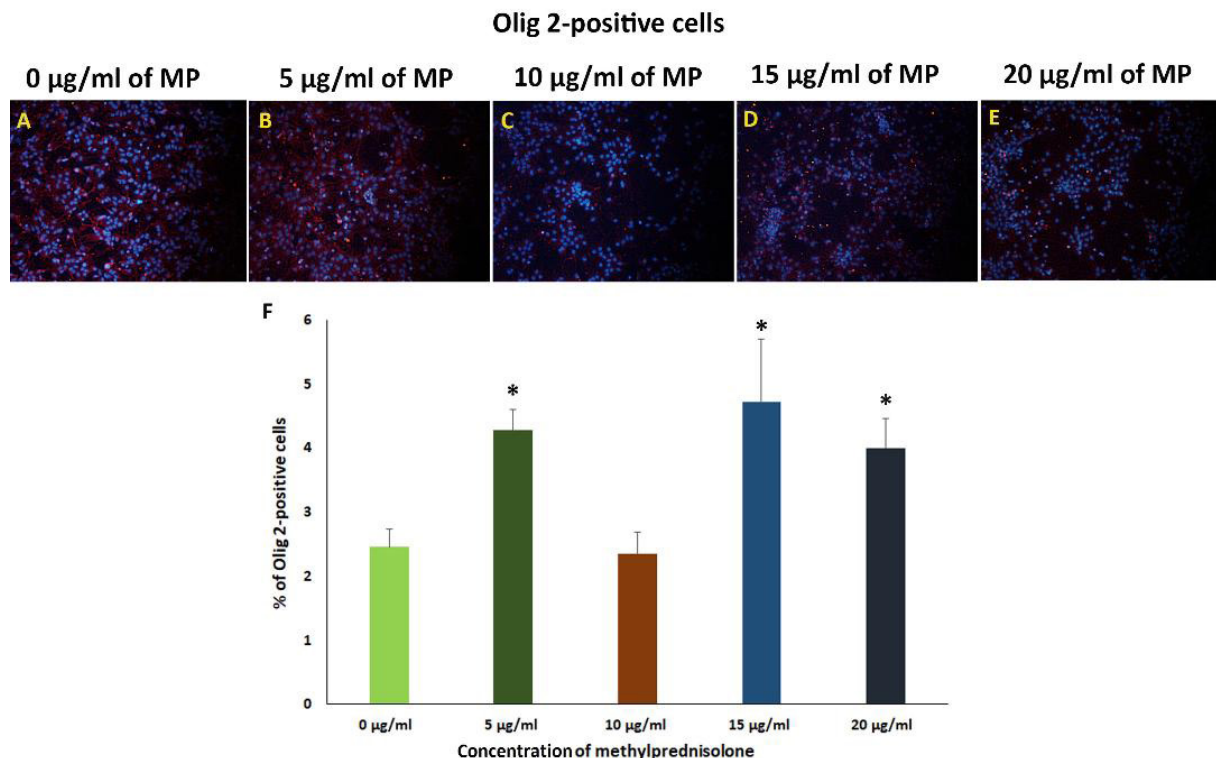 Olig 2-positive cells
0 µg/ml of MP 5 µg/ml of MP 10 µg/ml of MP 15 µg/ml of MP 20 µg/ml of MP
A B C D E
F
% of Olig 2-positive cells
6
5
4
3
2
1
0
* * *
0 µg/ml 5 µg/ml 10 µg/ml 15 µg/ml 20 µg/ml
Concentration of methylprednisolone